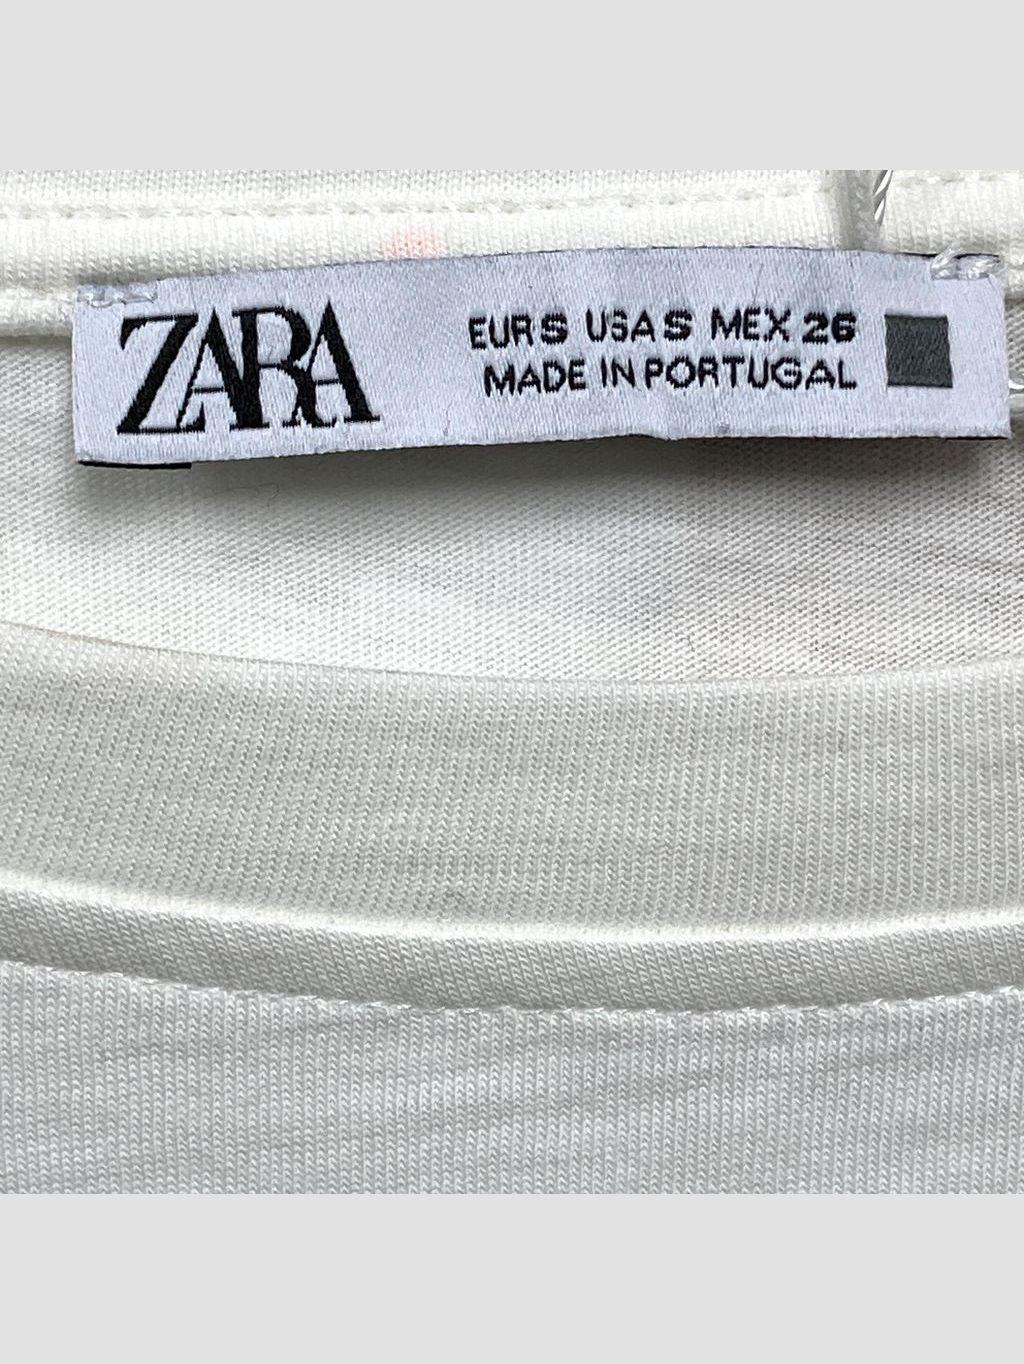 ZARA
EUR S USA S MEX 26
MADE IN PORTUGAL